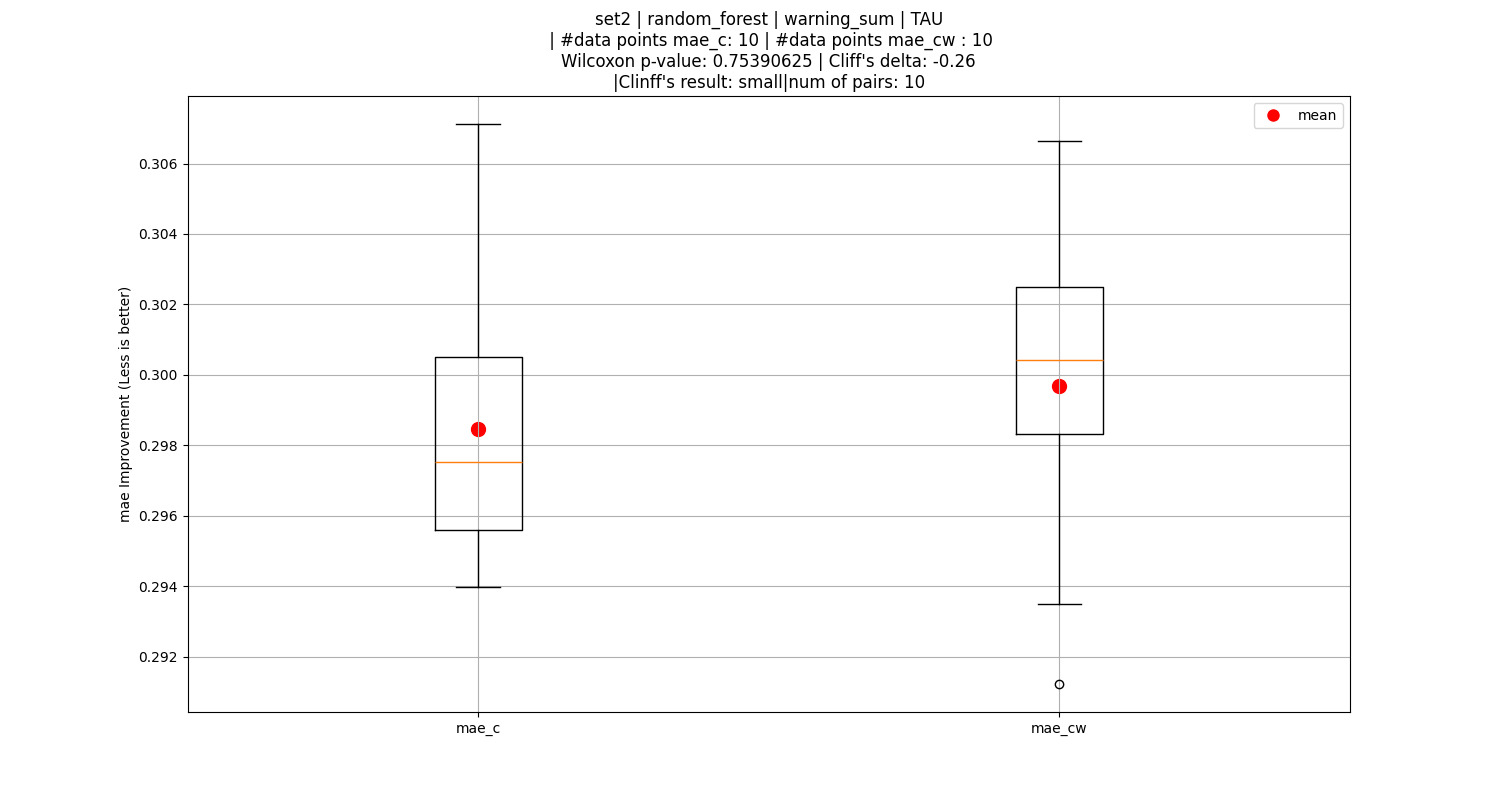 set2 | random_forest | warning_sum | TAU
| #data points mae_c: 10 | #data points mae_cw : 10
Wilcoxon p-value: 0.75390625 | Cliff's delta: -0.26
|Clinff's result: small|num of pairs: 10
mean
mae Improvement (Less is better)
0.306
0.304
0.302
0.300
0.298
0.296
0.294
0.292
mae_c
mae_cw